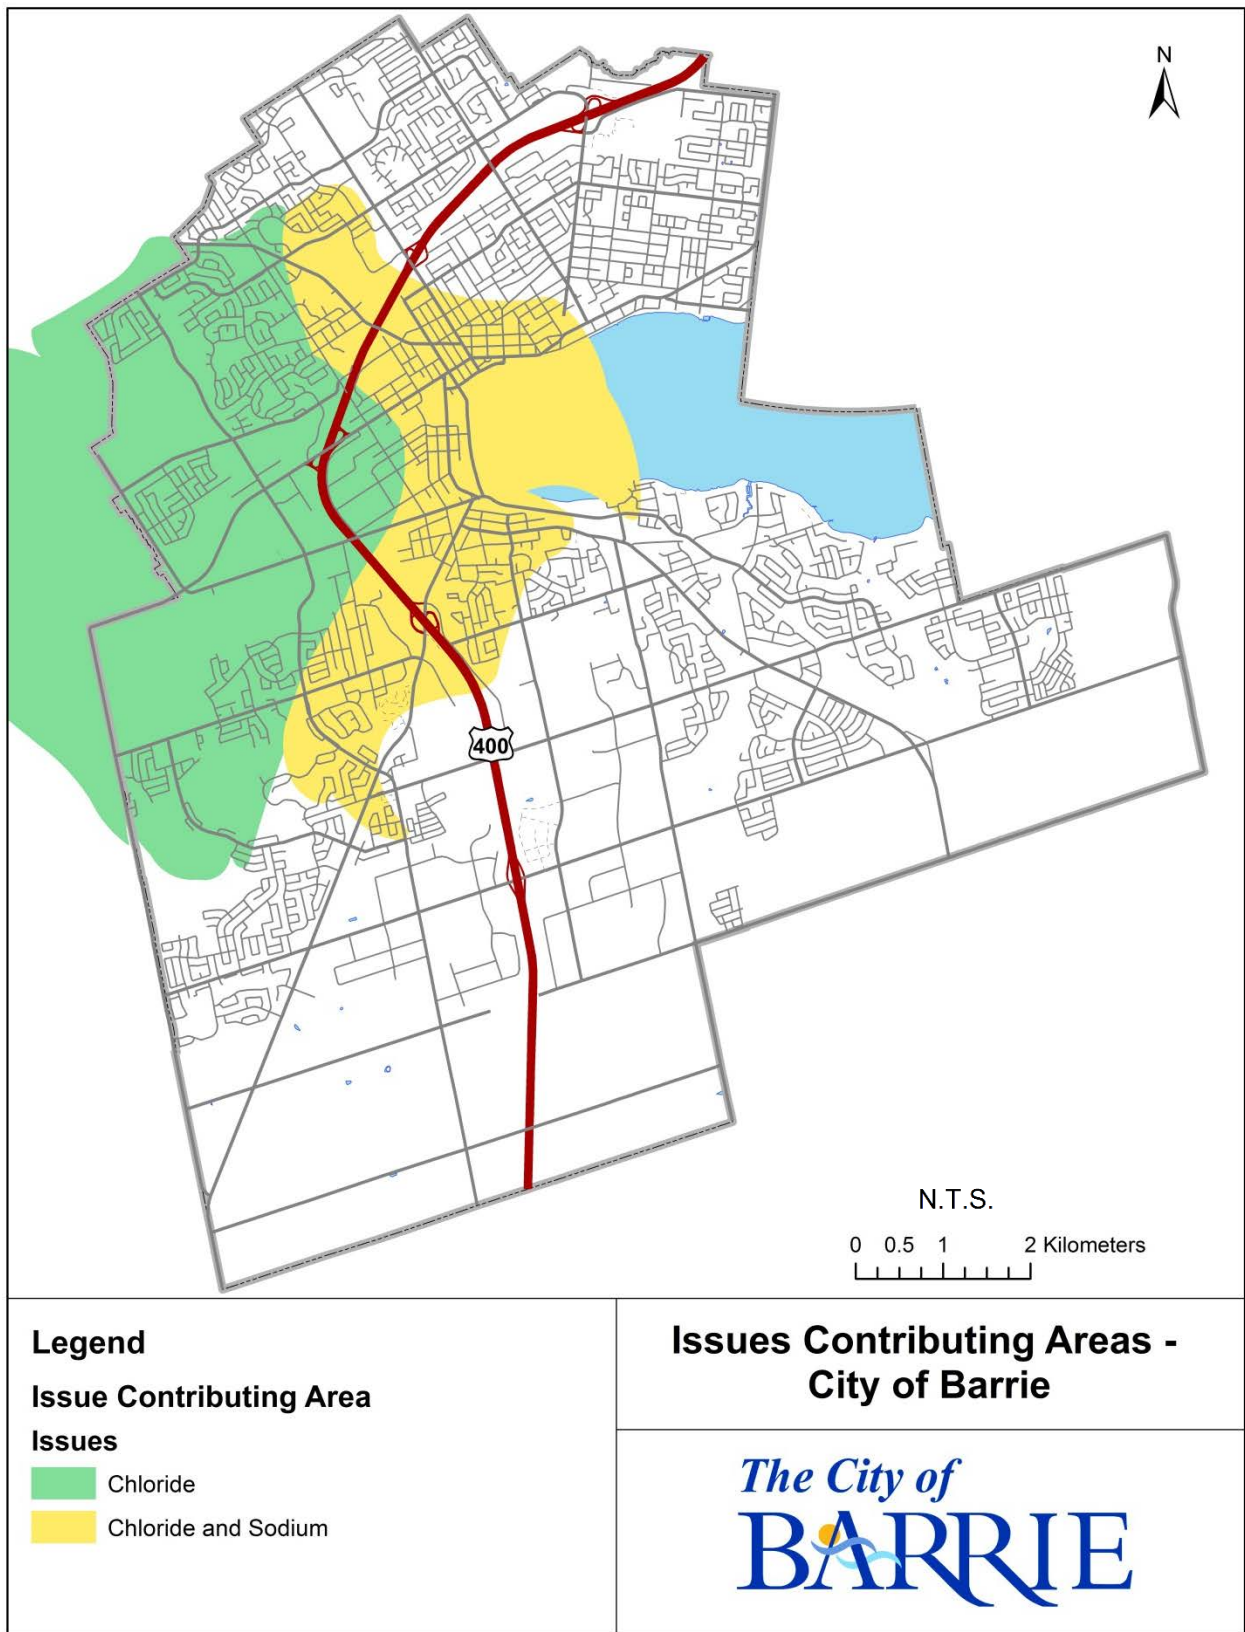 N
400
N.T.S.
0 0.5 1 2 Kilometers
Legend
Issue Contributing Area
Issues
Chloride
Chloride and Sodium
Issues Contributing Areas -
City of Barrie
The City of
BARRIE